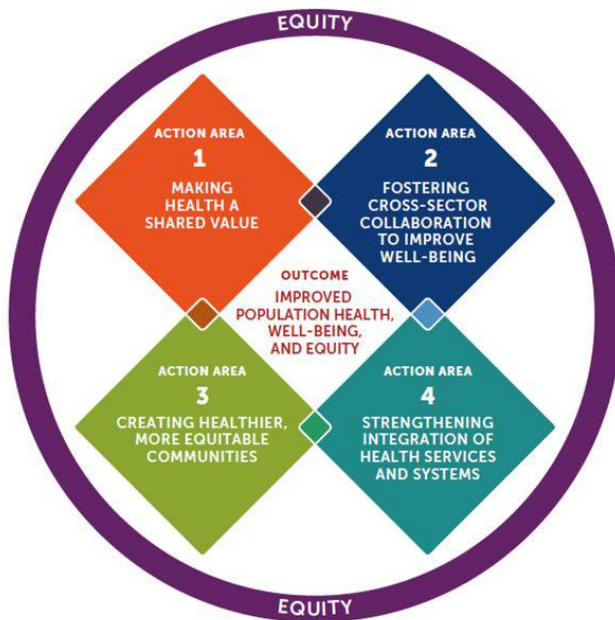 EQUITY
ACTION AREA
1
MAKING
HEALTH A
SHARED VALUE
ACTION AREA
2
FOSTERING
CROSS-SECTOR
COLLABORATION
TO IMPROVE
WELL-BEING
OUTCOME
IMPROVED
POPULATION HEALTH,
WELL-BEING,
AND EQUITY
ACTION AREA
3
CREATING HEALTHIER,
MORE EQUITABLE
COMMUNITIES
ACTION AREA
4
STRENGTHENING
INTEGRATION OF
HEALTH SERVICES
AND SYSTEMS
EQUITY